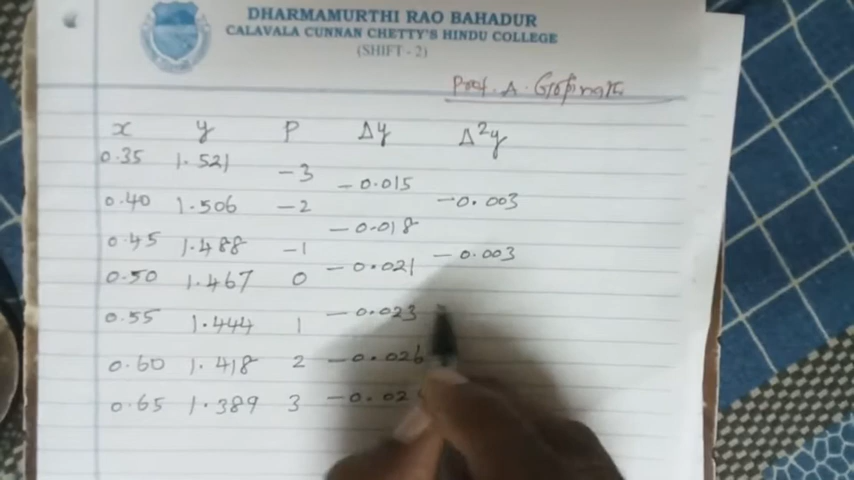 DHARMAMURTHI RAO BAHADUR
CALAVALA CUNNAN CHETTY'S HINDU COLLEGE
(SHIFT - 2)
Prof. A. Gopinath
x y P Δy Δ²y
0.35 1.521 -3
-0.015
0.40 1.506 -2 -0.003
-0.018
0.45 1.488 -1 -0.003
0.50 1.467 0 -0.021
0.55 1.444 1 -0.023
0.60 1.418 2 -0.026
0.65 1.389 3